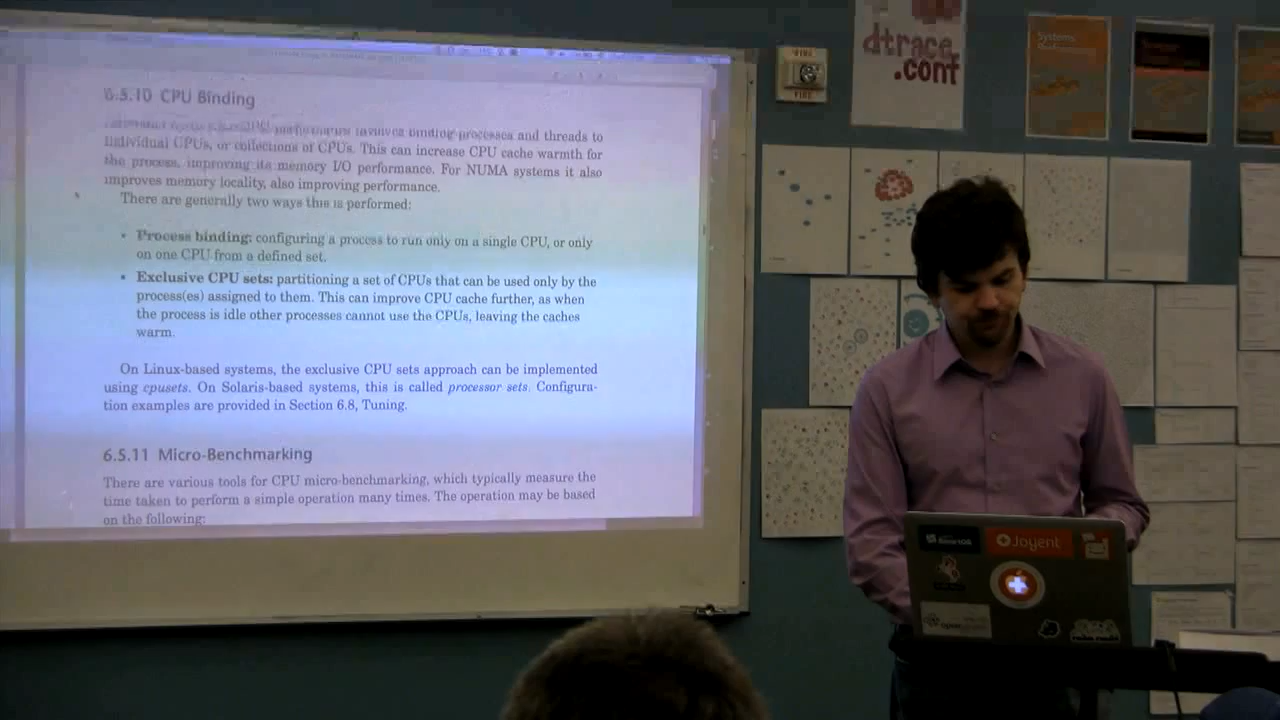 6.5.10 CPU Binding
performance involves binding processes and threads to
individual CPUs, or collections of CPUs. This can increase CPU cache warmth for
the process, improving its memory I/O performance. For NUMA systems it also
improves memory locality, also improving performance.
There are generally two ways this is performed:
• Process binding: configuring a process to run only on a single CPU, or only
on one CPU from a defined set.
• Exclusive CPU sets: partitioning a set of CPUs that can be used only by the
process(es) assigned to them. This can improve CPU cache further, as when
the process is idle other processes cannot use the CPUs, leaving the caches
warm.
On Linux-based systems, the exclusive CPU sets approach can be implemented
using cpusets. On Solaris-based systems, this is called processor sets. Configura-
tion examples are provided in Section 6.8, Tuning.
6.5.11 Micro-Benchmarking
There are various tools for CPU micro-benchmarking, which typically measure the
time taken to perform a simple operation many times. The operation may be based
on the following:
FIRE
FIRE
dtrace
.conf
Systems
SmartOS
Joyent